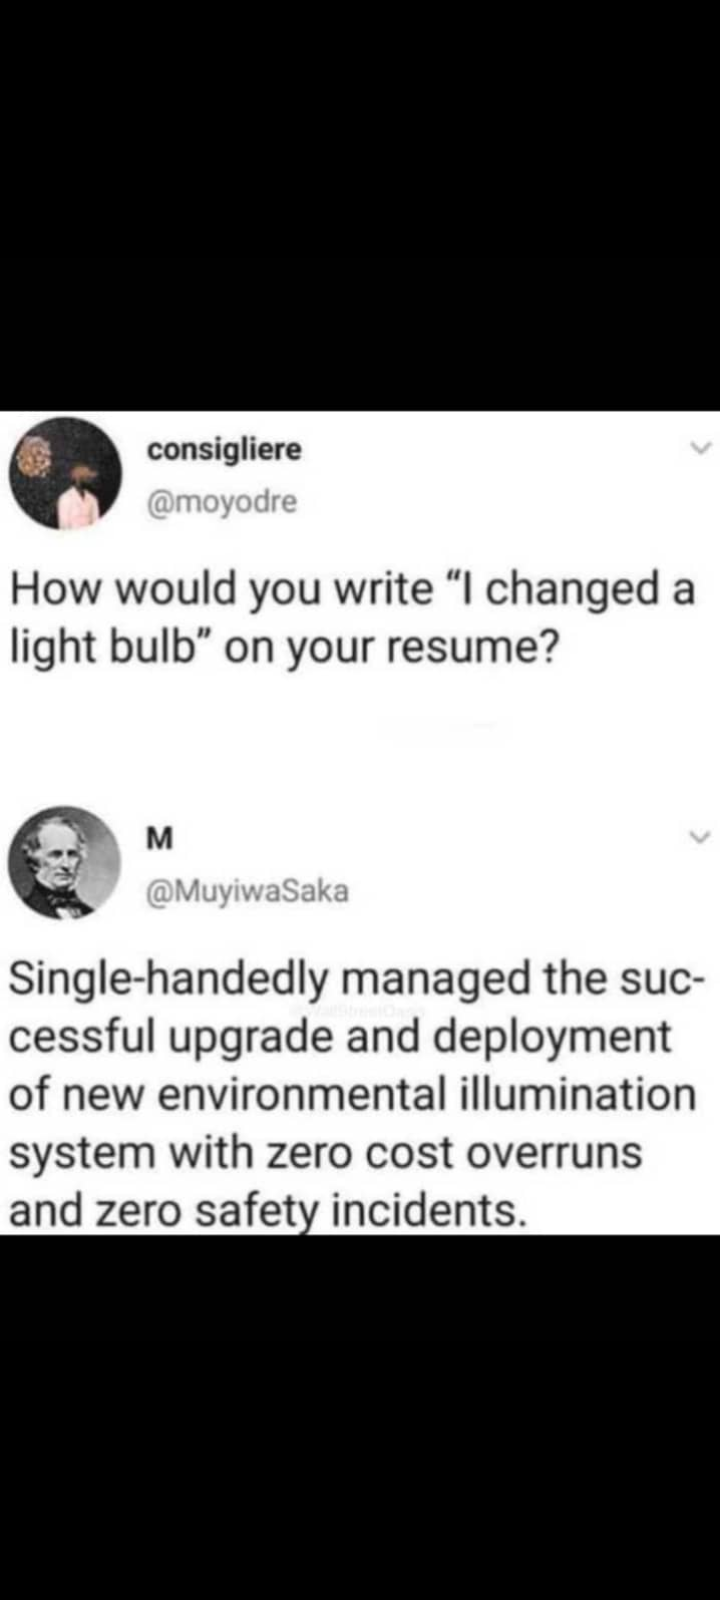 consigliere
@moyodre
How would you write “I changed a
light bulb” on your resume?
M
@MuyiwaSaka
Single-handedly managed the suc-
cessful upgrade and deployment
of new environmental illumination
system with zero cost overruns
and zero safety incidents.